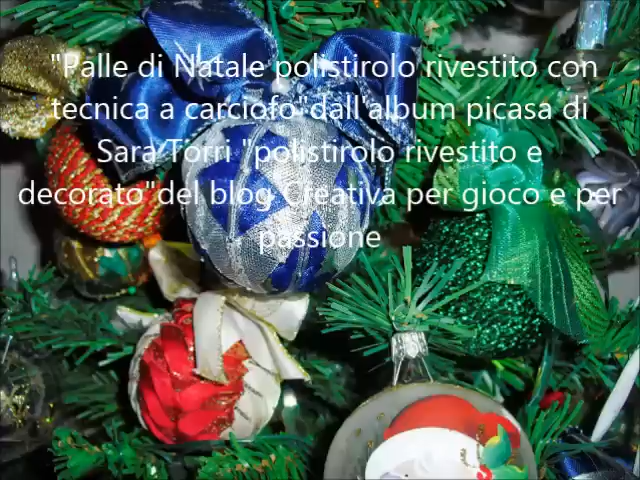 "Palle di Natale polistirolo rivestito con
tecnica a carciofo"dall'album picasa di
Sara Torri "polistirolo rivestito e
decorato"del blog Creativa per gioco e per
passione